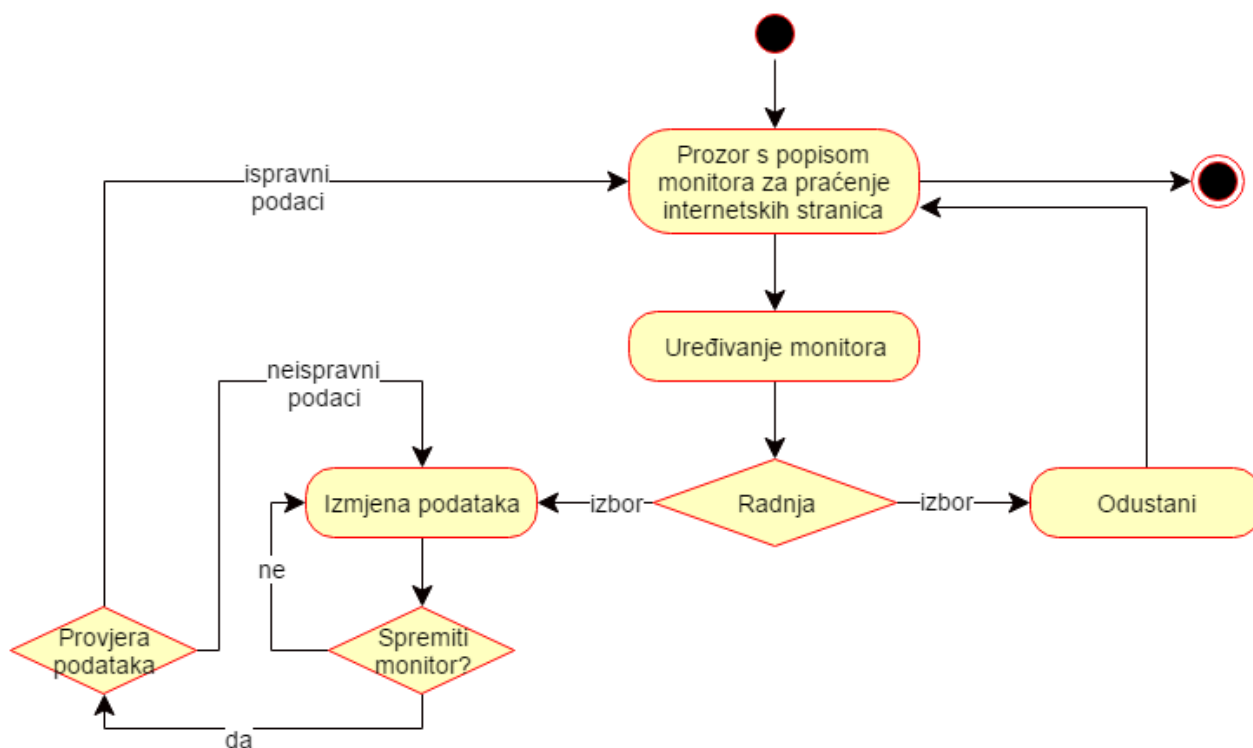 Prozor s popisom
monitora za praćenje
internetskih stranica
ispravni
podaci
Uređivanje monitora
neispravni
podaci
Izmjena podataka
izbor
Radnja
izbor
Odustani
ne
Provjera
podataka
Spremiti
monitor?
da